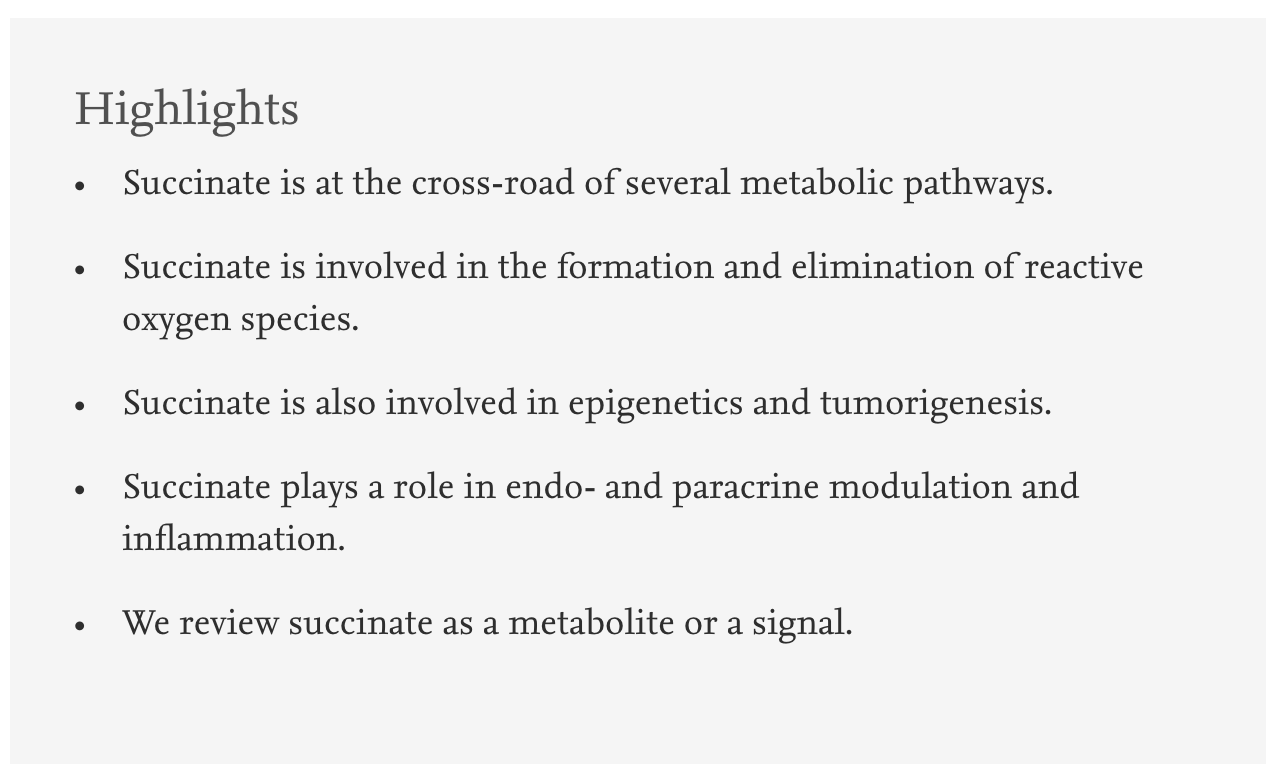 Highlights
• Succinate is at the cross-road of several metabolic pathways.
• Succinate is involved in the formation and elimination of reactive
oxygen species.
• Succinate is also involved in epigenetics and tumorigenesis.
• Succinate plays a role in endo- and paracrine modulation and
inflammation.
• We review succinate as a metabolite or a signal.